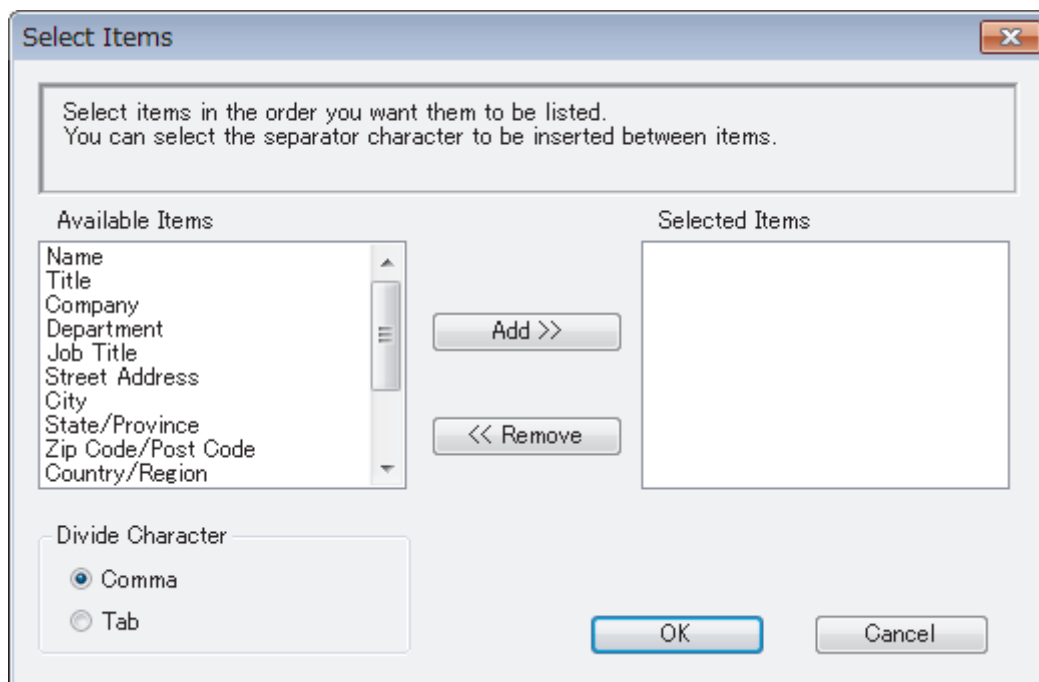 Select Items
Select items in the order you want them to be listed.
You can select the separator character to be inserted between items.
Available Items
Selected Items
Name
Title
Company
Department
Job Title
Street Address
City
State/Province
Zip Code/Post Code
Country/Region
Add >>
<< Remove
Divide Character
Comma
Tab
OK
Cancel